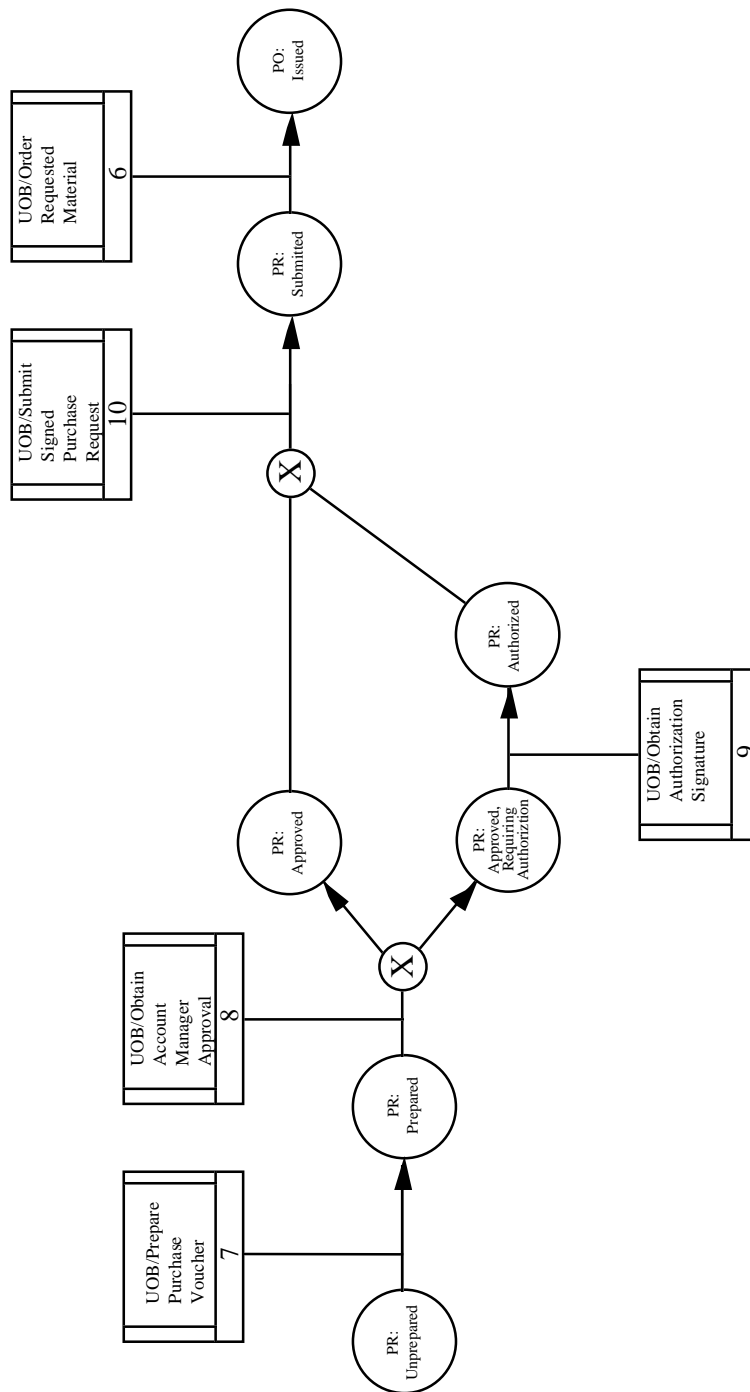 PO:
Issued
UOB/Order
Requested
Material
6
PR:
Submitted
UOB/Submit
Signed
Purchase
Request
10
X
PR:
Authorized
UOB/Obtain
Authorization
Signature
9
PR:
Approved
PR:
Approved,
Requiring
Authoriztion
X
UOB/Obtain
Account
Manager
Approval
8
PR:
Prepared
UOB/Prepare
Purchase
Voucher
7
PR:
Unprepared